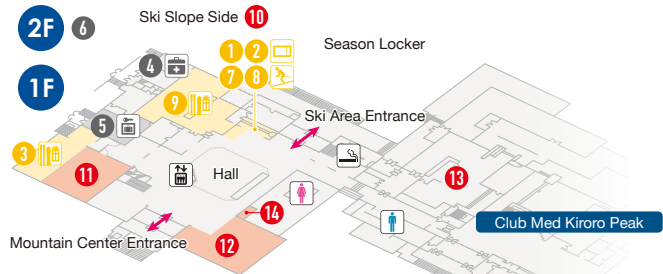 2F 6
Ski Slope Side 10
1 2
Season Locker
4
7 8
1F
9
Ski Area Entrance
5
3
11
Hall
13
14
Club Med Kiroro Peak
Mountain Center Entrance
12